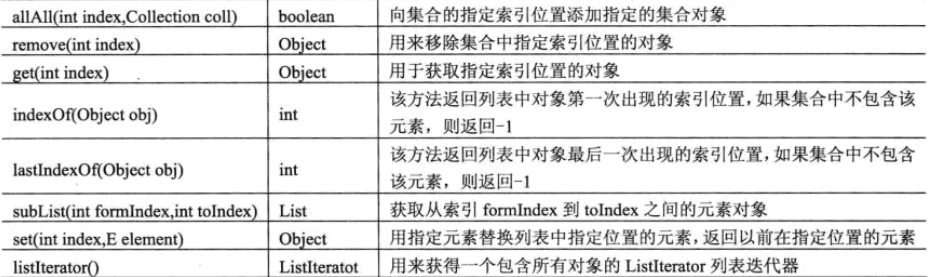 allAll(int index,Collection coll) boolean 向集合的指定索引位置添加指定的集合对象
remove(int index) Object 用来移除集合中指定索引位置的对象
get(int index) Object 用于获取指定索引位置的对象
indexOf(Object obj) int 该方法返回列表中对象第一次出现的索引位置，如果集合中不包含该
元素，则返回-1
lastIndexOf(Object obj) int 该方法返回列表中对象最后一次出现的索引位置，如果集合中不包含
该元素，则返回-1
subList(int formIndex,int toIndex) List 获取从索引 formIndex 到 toIndex 之间的元素对象
set(int index,E element) Object 用指定元素替换列表中指定位置的元素，返回以前在指定位置的元素
listIterator() ListIteratot 用来获得一个包含所有对象的 ListIterator 列表迭代器